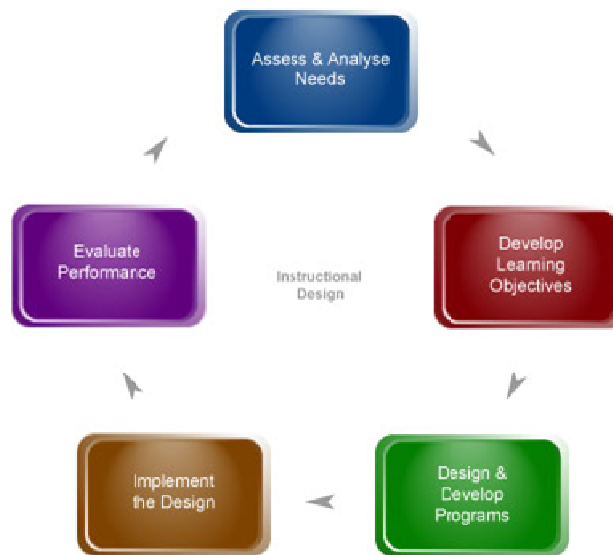 Assess & Analyse
Needs
Develop
Learning
Objectives
Design &
Develop
Programs
Implement
the Design
Evaluate
Performance
Instructional
Design